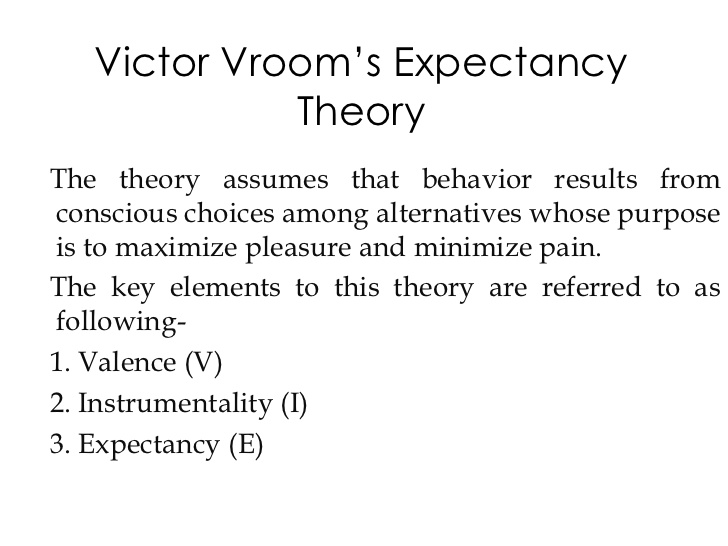 Victor Vroom’s Expectancy
Theory
The theory assumes that behavior results from
conscious choices among alternatives whose purpose
is to maximize pleasure and minimize pain.
The key elements to this theory are referred to as
following-
1. Valence (V)
2. Instrumentality (I)
3. Expectancy (E)